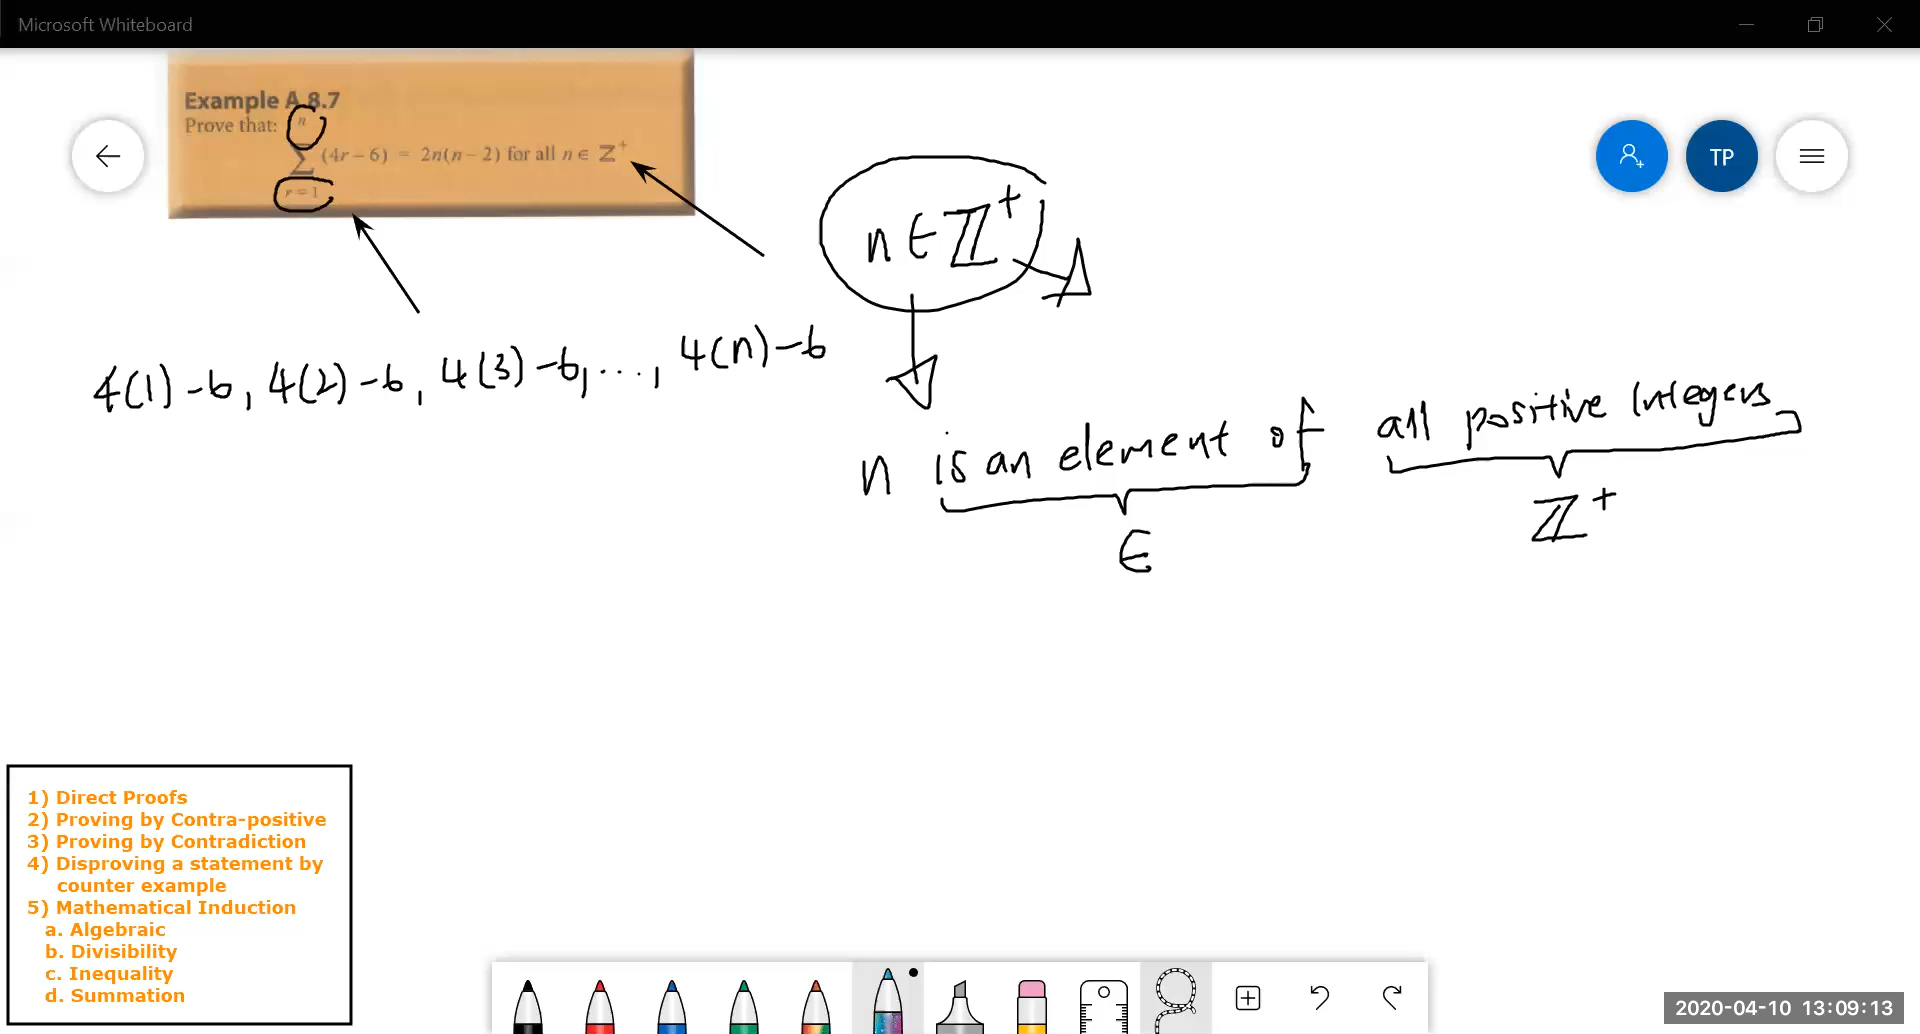 Microsoft Whiteboard
Example A 8.7
Prove that:
n
∑ (4r – 6) = 2n(n – 2) for all n ∈ ℤ⁺
r = 1
TP
n ∈ ℤ⁺
4(1)-6, 4(2)-6, 4(3)-6, ..., 4(n)-6
n is an element of all positive integers
∈ ℤ⁺
1) Direct Proofs
2) Proving by Contra-positive
3) Proving by Contradiction
4) Disproving a statement by
counter example
5) Mathematical Induction
a. Algebraic
b. Divisibility
c. Inequality
d. Summation
2020-04-10 13:09:13